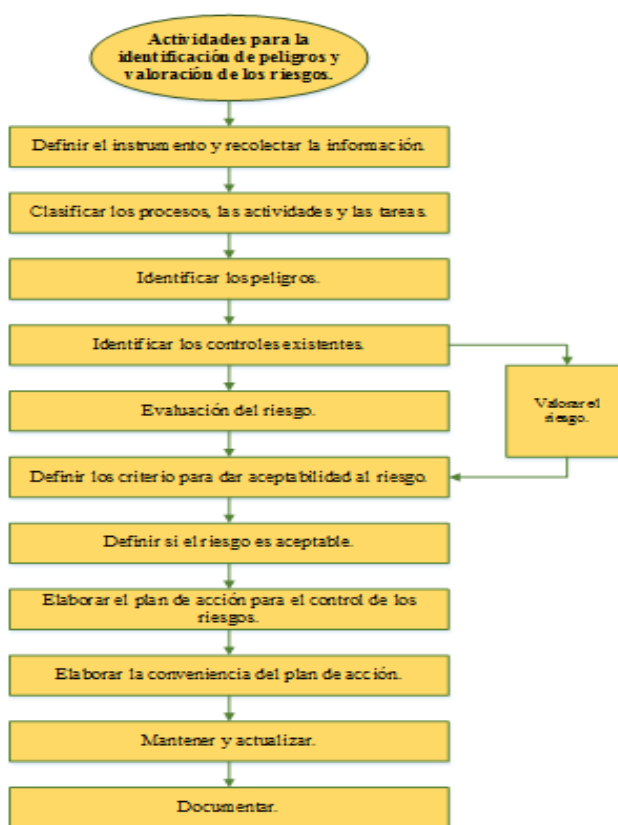 Actividades para la
identificación de peligros y
valoración de los riesgos.
Definir el instrumento y recolectar la información.
Clasificar los procesos, las actividades y las tareas.
Identificar los peligros.
Identificar los controles existentes.
Valorar el
riesgo.
Evaluación del riesgo.
Definir los criterio para dar aceptabilidad al riesgo.
Definir si el riesgo es aceptable.
Elaborar el plan de acción para el control de los
riesgos.
Elaborar la conveniencia del plan de acción.
Mantener y actualizar.
Documentar.